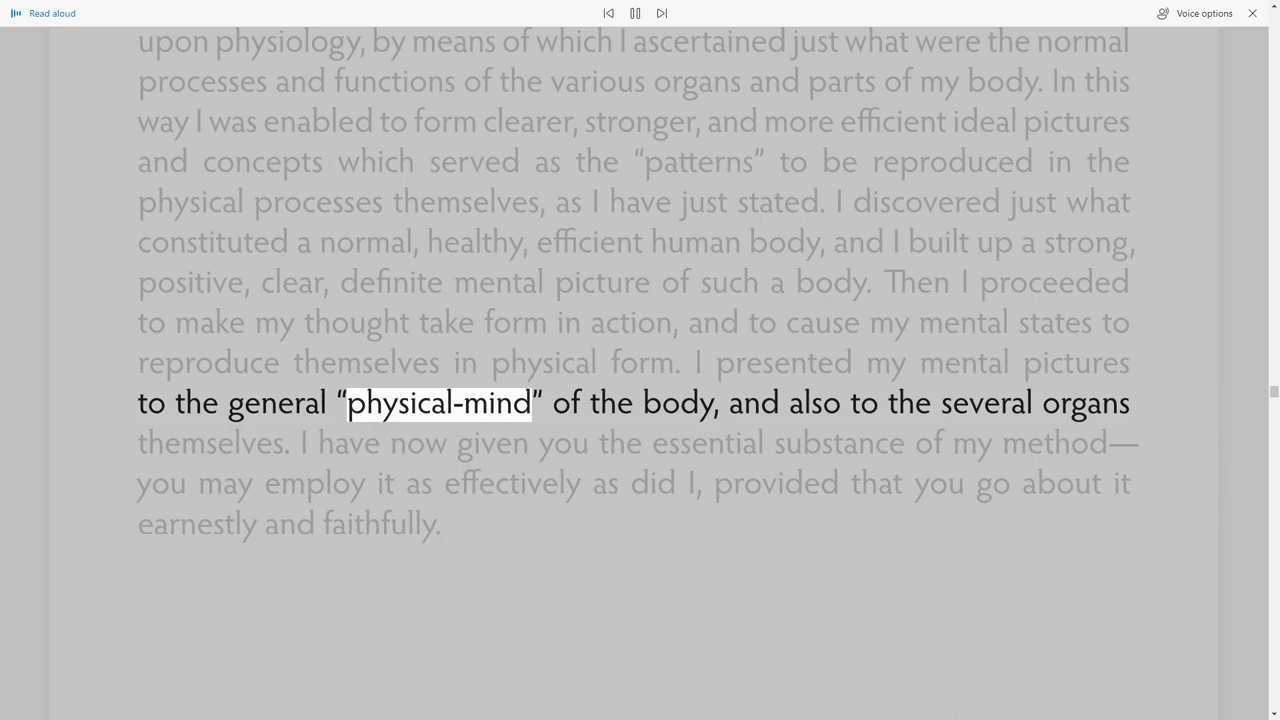 Read aloud
Voice options
upon physiology, by means of which I ascertained just what were the normal
processes and functions of the various organs and parts of my body. In this
way I was enabled to form clearer, stronger, and more efficient ideal pictures
and concepts which served as the “patterns” to be reproduced in the
physical processes themselves, as I have just stated. I discovered just what
constituted a normal, healthy, efficient human body, and I built up a strong,
positive, clear, definite mental picture of such a body. Then I proceeded
to make my thought take form in action, and to cause my mental states to
reproduce themselves in physical form. I presented my mental pictures
to the general “physical-mind” of the body, and also to the several organs
themselves. I have now given you the essential substance of my method—
you may employ it as effectively as did I, provided that you go about it
earnestly and faithfully.